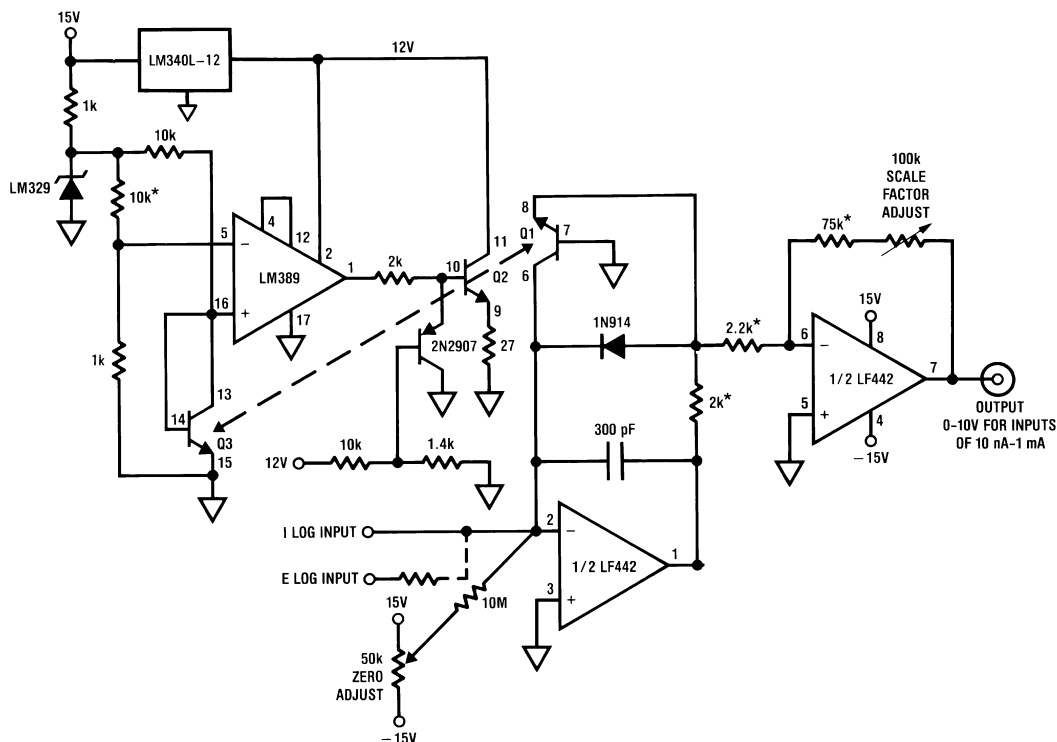 15V
LM340L–12
12V
1k
10k
LM329
10k*
5
–
4
12
2
LM389
1
16
+
17
1k
13
14
Q3
15
2k
10
11
Q2
9
27
2N2907
12V
10k
1.4k
8
Q1
7
6
1N914
2k*
300 pF
2.2k*
75k*
100k
SCALE
FACTOR
ADJUST
15V
6
–
8
1/2 LF442
7
5
+
4
–15V
OUTPUT
0–10V FOR INPUTS
OF 10 nA–1 mA
I LOG INPUT
E LOG INPUT
2
–
1/2 LF442
1
3
+
10M
15V
50k
ZERO
ADJUST
–15V